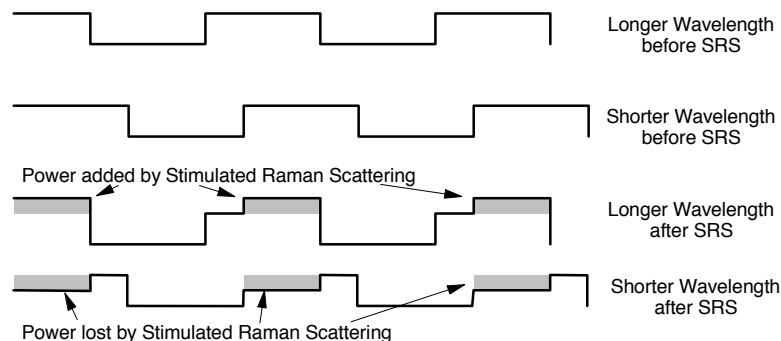 Longer Wavelength
before SRS
Shorter Wavelength
before SRS
Power added by Stimulated Raman Scattering
Longer Wavelength
after SRS
Shorter Wavelength
after SRS
Power lost by Stimulated Raman Scattering